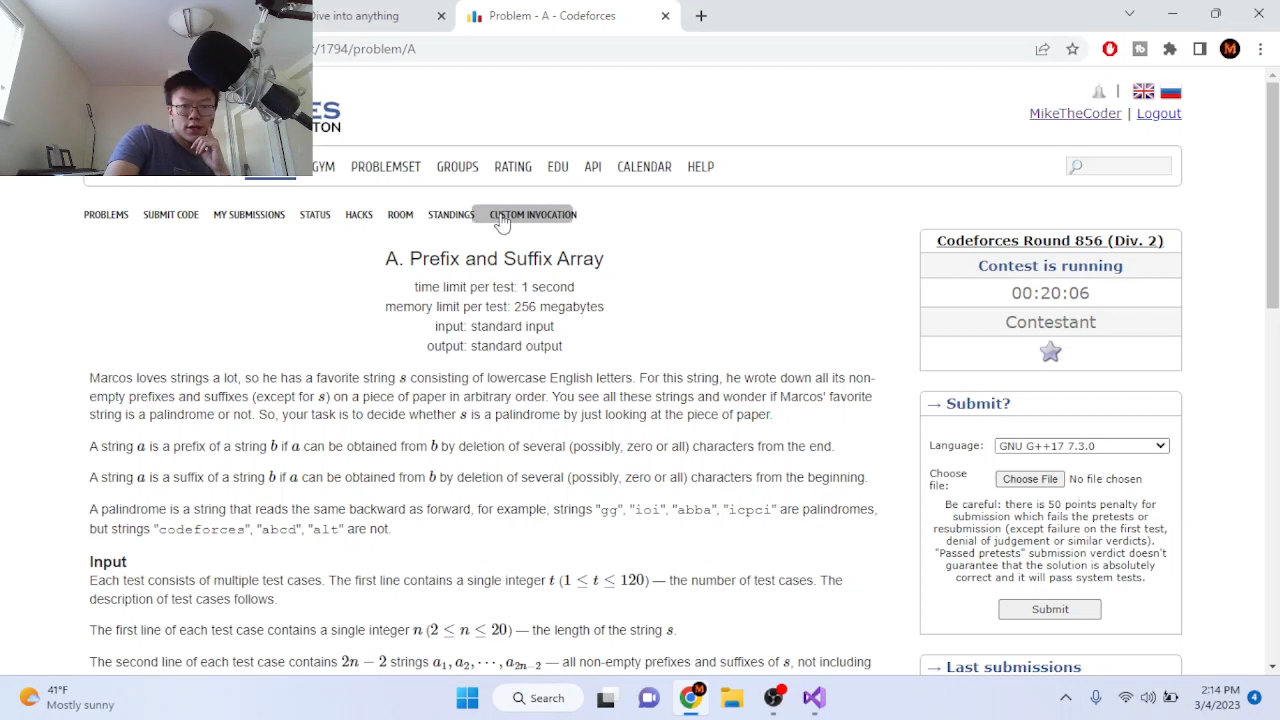 Dive into anything
Problem - A - Codeforces
/1794/problem/A
ES
TON
MikeTheCoder | Logout
GYM PROBLEMSET GROUPS RATING EDU API CALENDAR HELP
PROBLEMS SUBMIT CODE MY SUBMISSIONS STATUS HACKS ROOM STANDINGS CUSTOM INVOCATION
A. Prefix and Suffix Array
time limit per test: 1 second
memory limit per test: 256 megabytes
input: standard input
output: standard output
Marcos loves strings a lot, so he has a favorite string s consisting of lowercase English letters. For this string, he wrote down all its non-
empty prefixes and suffixes (except for s) on a piece of paper in arbitrary order. You see all these strings and wonder if Marcos' favorite
string is a palindrome or not. So, your task is to decide whether s is a palindrome by just looking at the piece of paper.
A string a is a prefix of a string b if a can be obtained from b by deletion of several (possibly, zero or all) characters from the end.
A string a is a suffix of a string b if a can be obtained from b by deletion of several (possibly, zero or all) characters from the beginning.
A palindrome is a string that reads the same backward as forward, for example, strings "gg", "ioi", "abba", "icpci" are palindromes,
but strings "codeforces", "abcd", "alt" are not.
Input
Each test consists of multiple test cases. The first line contains a single integer t (1 ≤ t ≤ 120) — the number of test cases. The
description of test cases follows.
The first line of each test case contains a single integer n (2 ≤ n ≤ 20) — the length of the string s.
The second line of each test case contains 2n − 2 strings a1, a2, ⋯, a2n−2 — all non-empty prefixes and suffixes of s, not including
Codeforces Round 856 (Div. 2)
Contest is running
00:20:06
Contestant
→ Submit?
Language: GNU G++17 7.3.0
Choose
file: Choose File No file chosen
Be careful: there is 50 points penalty for
submission which fails the pretests or
resubmission (except failure on the first test,
denial of judgement or similar verdicts).
"Passed pretests" submission verdict doesn't
guarantee that the solution is absolutely
correct and it will pass system tests.
Submit
→ Last submissions
41°F
Mostly sunny
Search
2:14 PM
3/4/2023
4